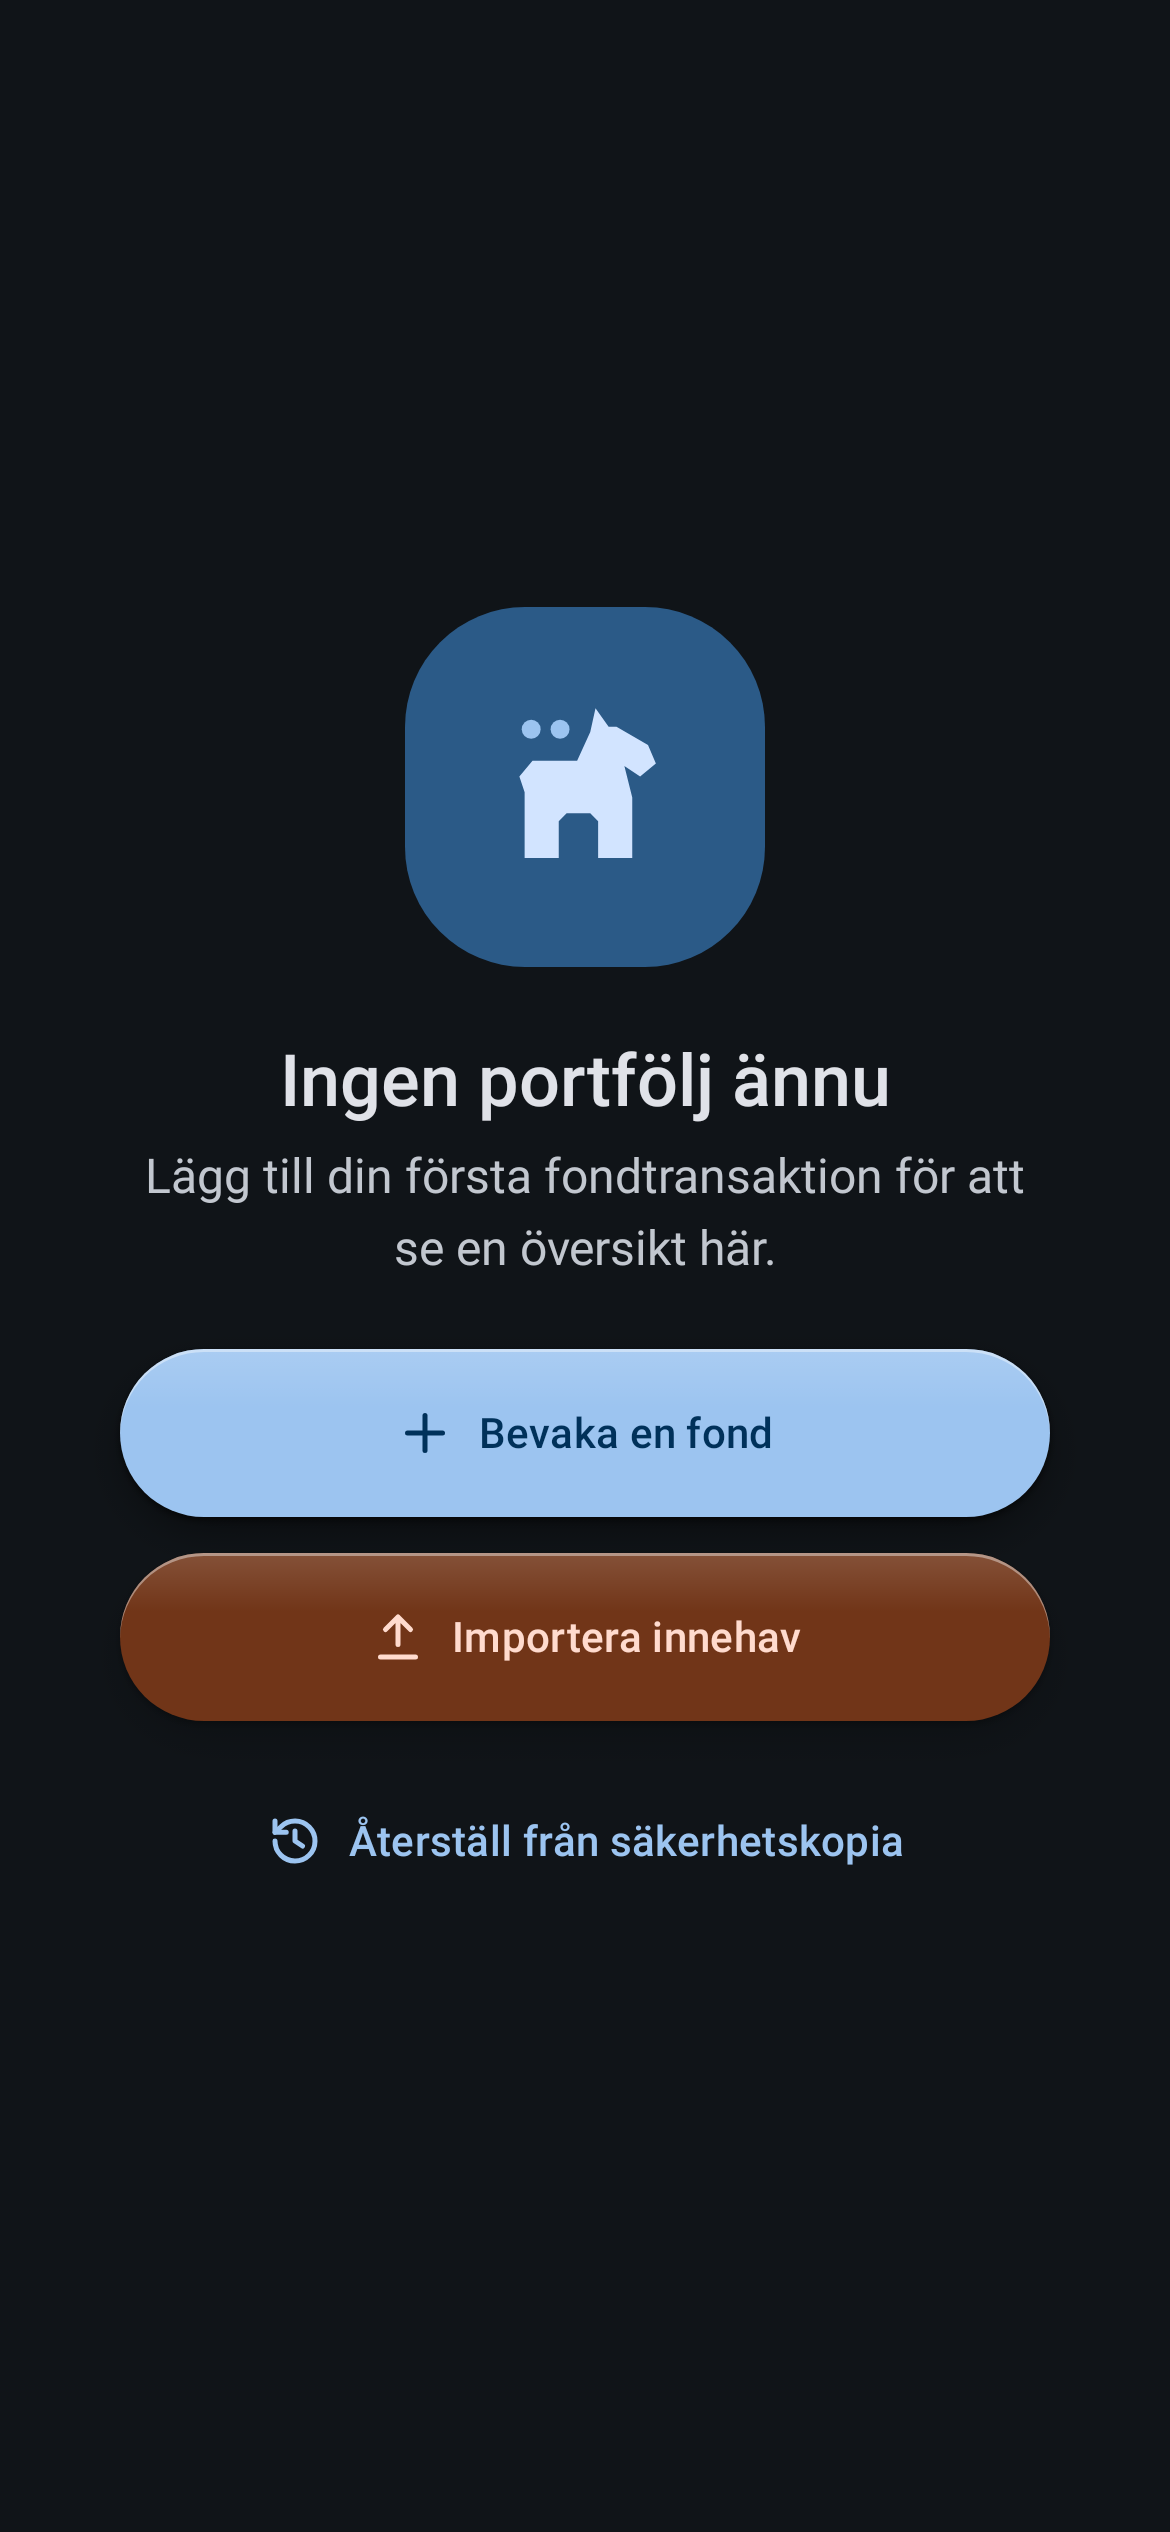 Ingen portfölj ännu
Lägg till din första fondtransaktion för att
se en översikt här.
Bevaka en fond
Importera innehav
Återställ från säkerhetskopia